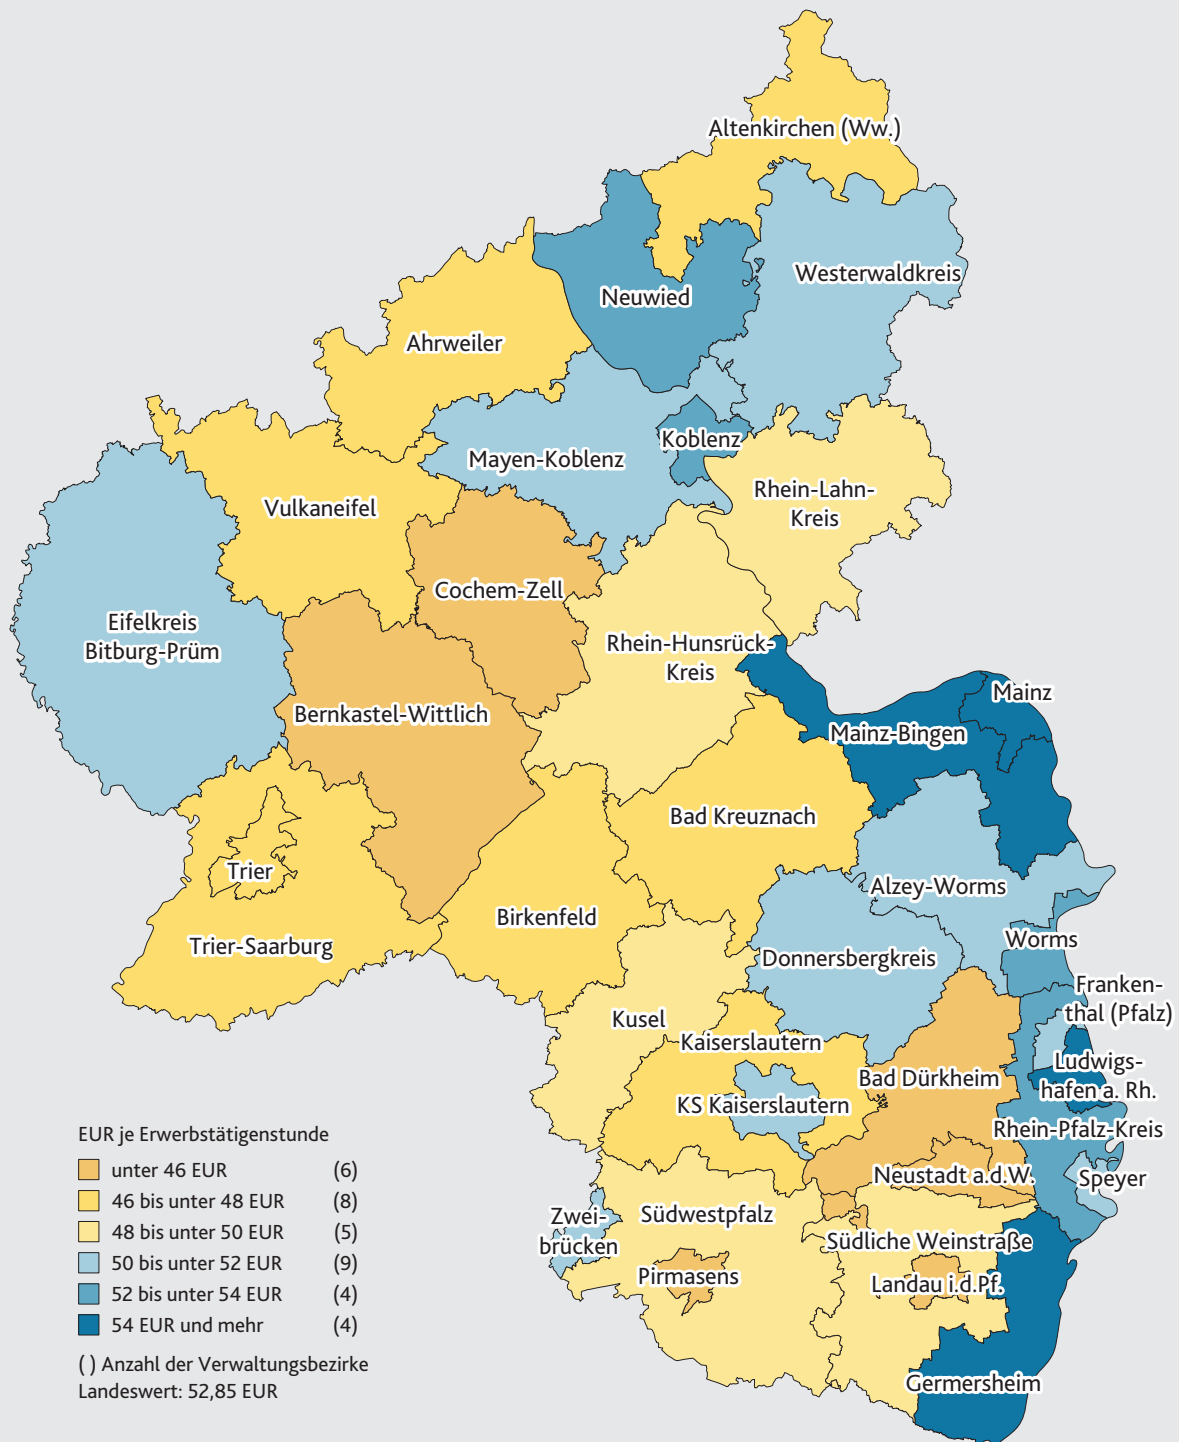 Altenkirchen (Ww.)
Westerwaldkreis
Neuwied
Ahrweiler
Koblenz
Mayen-Koblenz
Rhein-Lahn-
Kreis
Vulkaneifel
Cochem-Zell
Eifelkreis
Bitburg-Prüm
Rhein-Hunsrück-
Kreis
Mainz
Bernkastel-Wittlich
Mainz-Bingen
Bad Kreuznach
Trier
Alzey-Worms
Birkenfeld
Trier-Saarburg
Worms
Donnersbergkreis
Franken-
thal (Pfalz)
Kusel
Kaiserslautern
Ludwigs-
hafen a. Rh.
Bad Dürkheim
KS Kaiserslautern
Rhein-Pfalz-Kreis
Neustadt a.d.W.
Speyer
Zwei-
brücken
Südwestpfalz
Südliche Weinstraße
Pirmasens
Landau i.d.Pf.
Germersheim
EUR je Erwerbstätigenstunde
unter 46 EUR (6)
46 bis unter 48 EUR (8)
48 bis unter 50 EUR (5)
50 bis unter 52 EUR (9)
52 bis unter 54 EUR (4)
54 EUR und mehr (4)
( ) Anzahl der Verwaltungsbezirke
Landeswert: 52,85 EUR